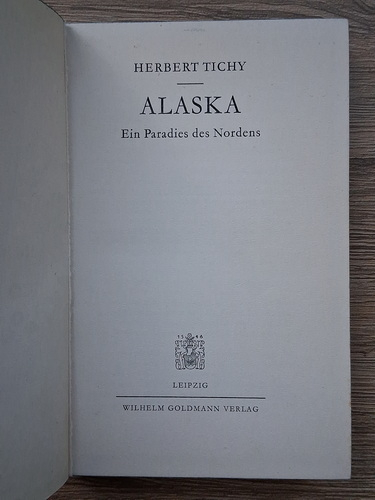 HERBERT TICHY
ALASKA
Ein Paradies des Nordens
LEIPZIG
WILHELM GOLDMANN VERLAG